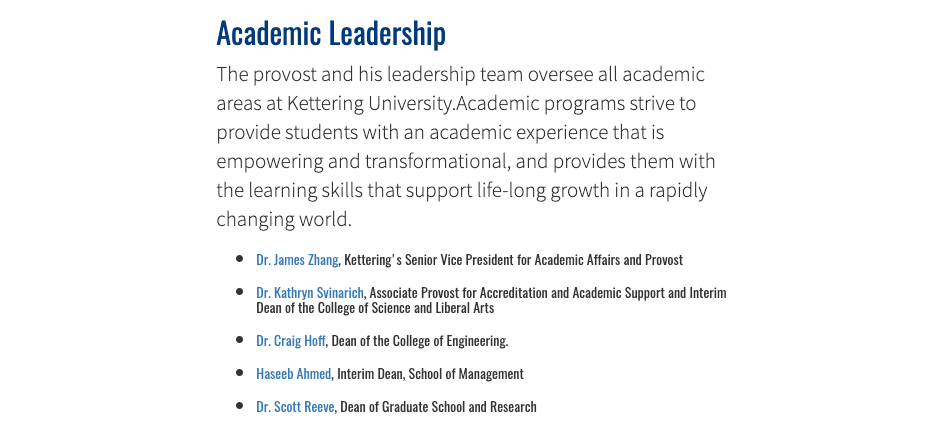 Academic Leadership
The provost and his leadership team oversee all academic
areas at Kettering University.Academic programs strive to
provide students with an academic experience that is
empowering and transformational, and provides them with
the learning skills that support life-long growth in a rapidly
changing world.
Dr. James Zhang, Kettering's Senior Vice President for Academic Affairs and Provost
Dr. Kathryn Svinarich, Associate Provost for Accreditation and Academic Support and Interim
Dean of the College of Science and Liberal Arts
Dr. Craig Hoff, Dean of the College of Engineering.
Haseeb Ahmed, Interim Dean, School of Management
Dr. Scott Reeve, Dean of Graduate School and Research